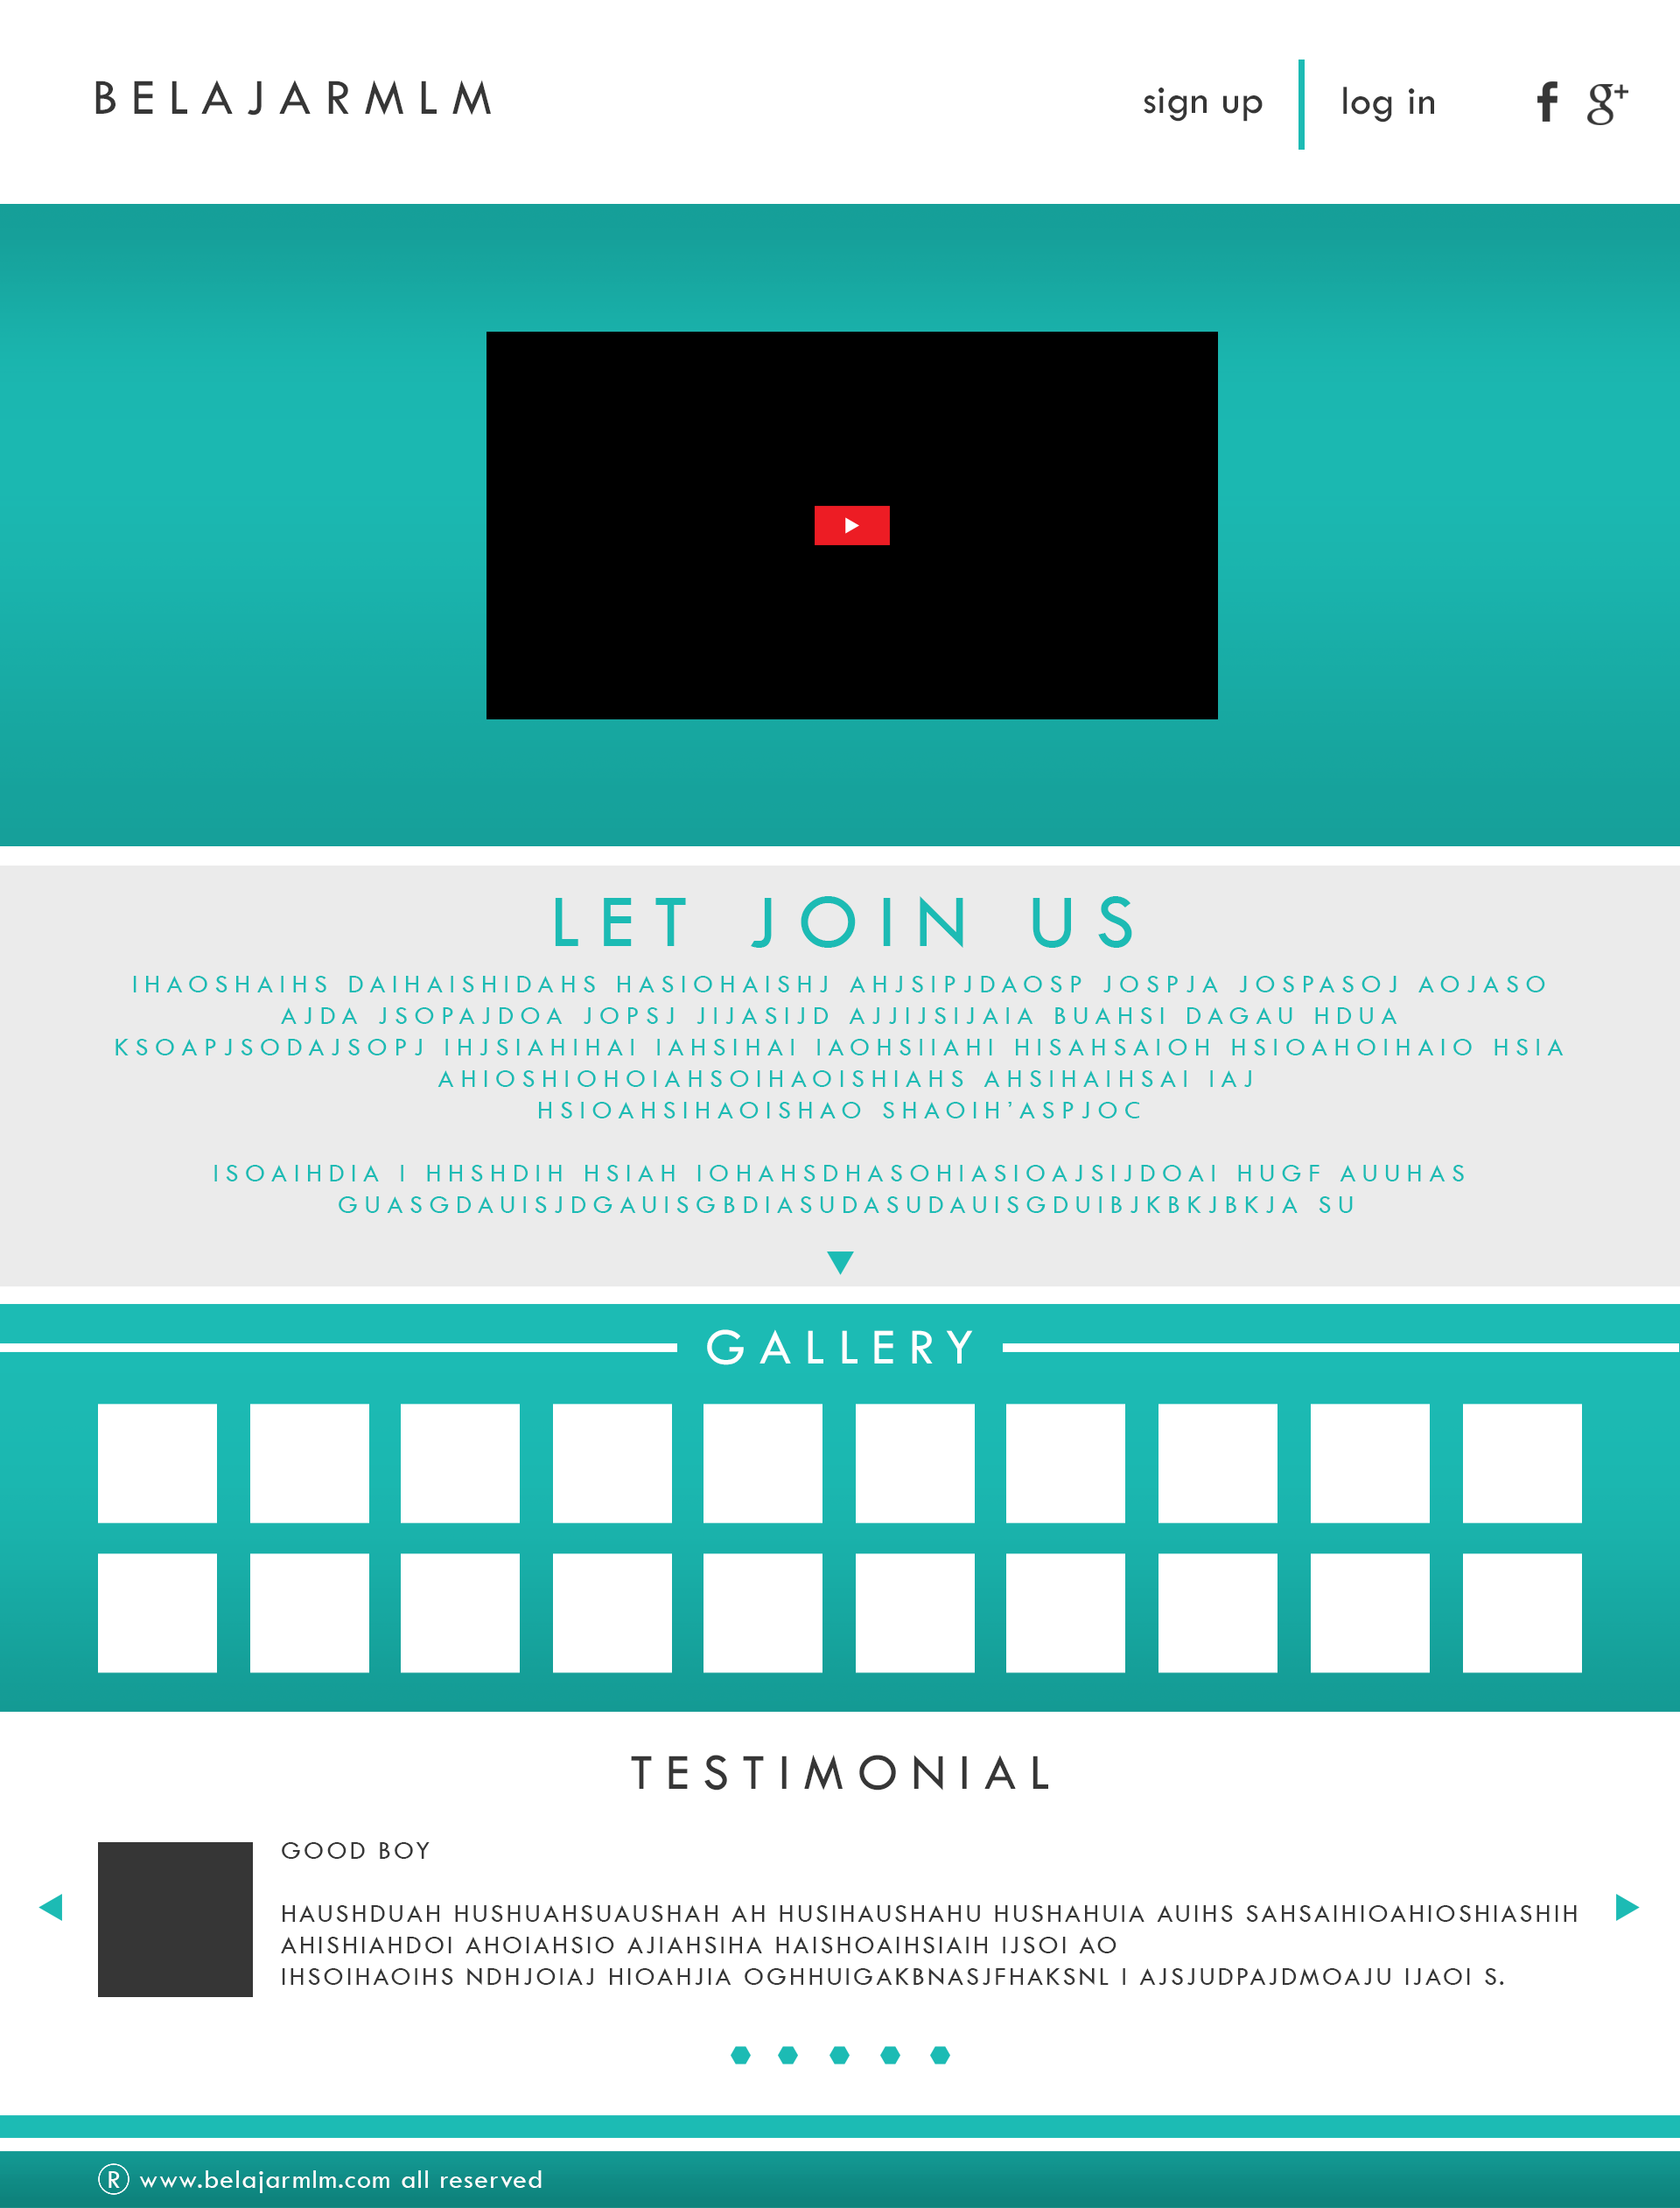 BELAJARMLM
sign up
log in
f g+
LET JOIN US
IHAOSHAIHS DAIHAISHIDAHS HASIOHAISHJ AHJSIPJDAOSP JOSPJA JOSPASOJ AOJASO
AJDA JSOPAJDOA JOPSJ JIJASIJD AJJIJSIJAIA BUAHSI DAGAU HDUA
KSOAPJSODAJSOPJ IHJSIAHIHAI IAHSIHAI IAOHSIIAHI HISAHSAIOH HSIOAHOIHAIO HSIA
AHIOSHIOHOIAHSOIHAOISHIAHS AHSIHAIHSAI IAJ
HSIOAHSIHAOISHAO SHAOIH’ASPJOC
ISOAIHDIA I HHSHDIH HSIAH IOHAHSDHASOHIASIOAJSIJDOAI HUGF AUUHAS
GUASGDAUISJDGAUISGBDIASUDASUDAUISGDUIBJKBKJBKJA SU
GALLERY
TESTIMONIAL
GOOD BOY
HAUSHDUAH HUSHUAHSUAUSHAH AH HUSIHAUSHAHU HUSHAHUIA AUIHS SAHSAIHIOAHIOSHIASHIH
AHISHIAHDOI AHOIAHSIO AJIAHSIHA HAISHOAIHSIAIH IJSOI AO
IHSOIHAOIHS NDHJOIAJ HIOAHJIA OGHHUIGAKBNASJFHAKSNL I AJSJUDPAJDMOAJU IJAOI S.
® www.belajarmlm.com all reserved